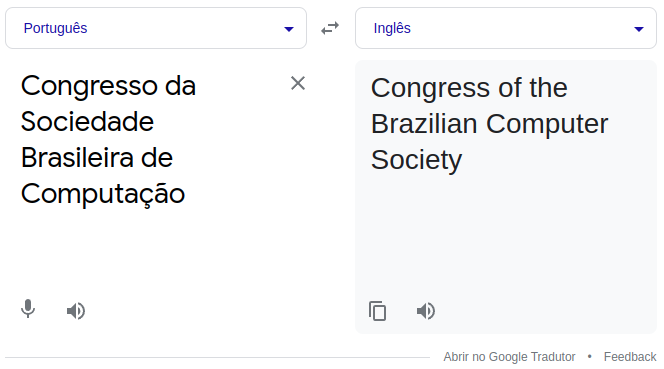 Português
Inglês
Congresso da
Sociedade
Brasileira de
Computação
Congress of the
Brazilian Computer
Society
Abrir no Google Tradutor • Feedback